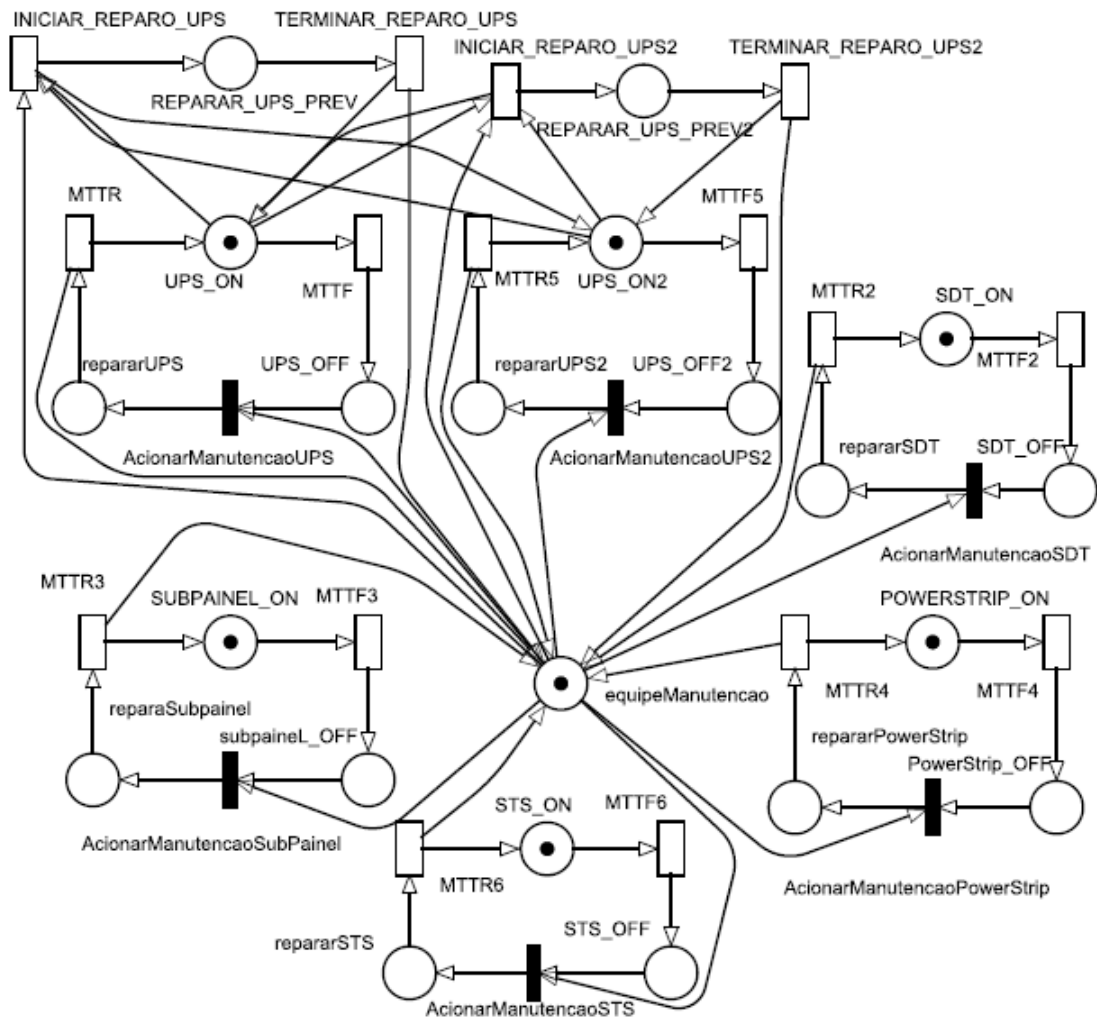 INICIAR_REPARO_UPS
TERMINAR_REPARO_UPS
INICIAR_REPARO_UPS2
TERMINAR_REPARO_UPS2
REPARAR_UPS_PREV
REPARAR_UPS_PREV2
MTTR
MTTF5
UPS_ON
MTTF
MTTR5
UPS_ON2
MTTR2
SDT_ON
MTTF2
repararUPS
UPS_OFF
repararUPS2
UPS_OFF2
repararSDT
SDT_OFF
AcionarManutencaoUPS
AcionarManutencaoUPS2
AcionarManutencaoSDT
MTTR3
SUBPAINEL_ON
MTTF3
POWERSTRIP_ON
equipeManutencao
MTTR4
MTTF4
reparaSubpainel
subpaineL_OFF
repararPowerStrip
PowerStrip_OFF
AcionarManutencaoSubPainel
STS_ON
MTTF6
MTTR6
AcionarManutencaoPowerStrip
repararSTS
STS_OFF
AcionarManutencaoSTS